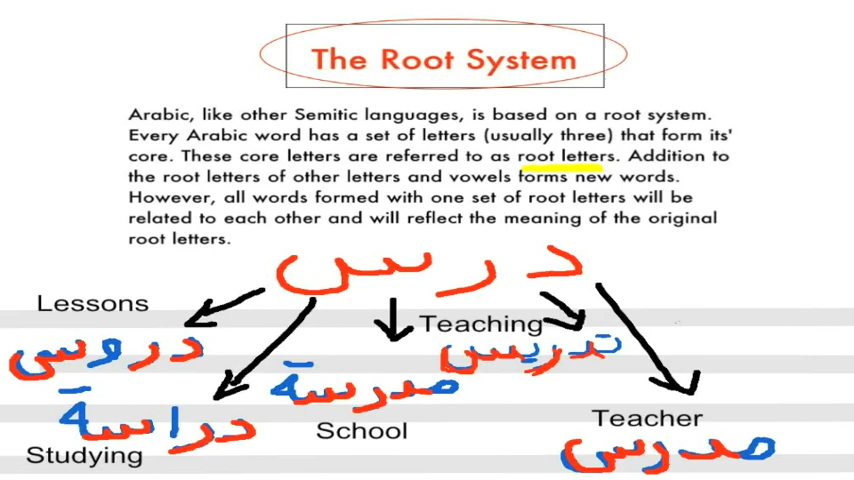 The Root System
Arabic, like other Semitic languages, is based on a root system.
Every Arabic word has a set of letters (usually three) that form its'
core. These core letters are referred to as root letters. Addition to
the root letters of other letters and vowels forms new words.
However, all words formed with one set of root letters will be
related to each other and will reflect the meaning of the original
root letters.
درس
Lessons
Teaching
دروس
تدريس
مدرسة
دراسة
Teacher
School
مدرس
Studying